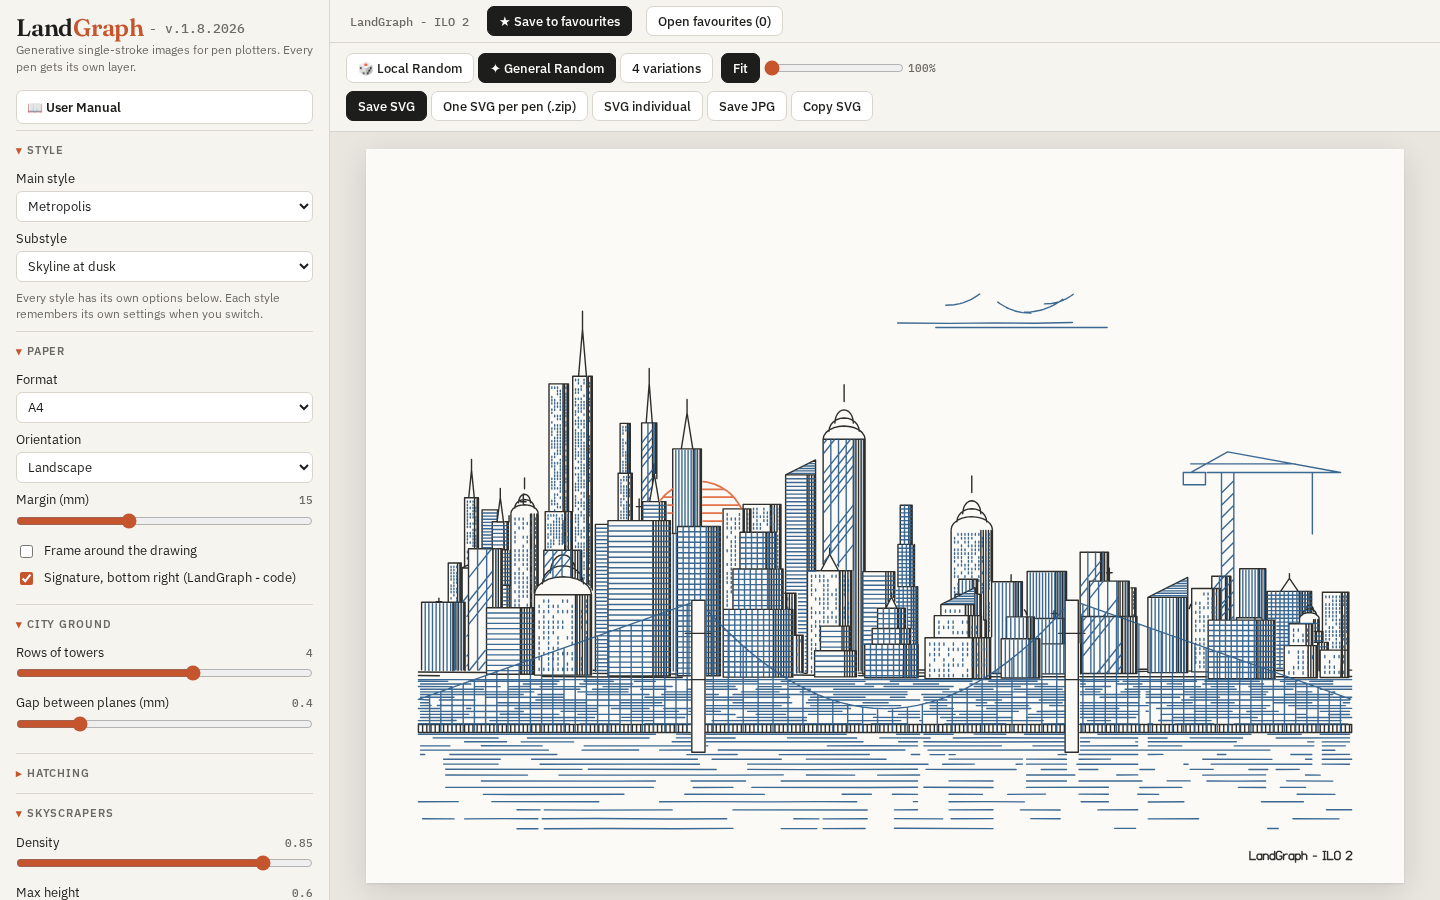 LandGraph - v.1.8.2026
Generative single-stroke images for pen plotters. Every
pen gets its own layer.
📖 User Manual
▾ STYLE
Main style
Metropolis
Substyle
Skyline at dusk
Every style has its own options below. Each style
remembers its own settings when you switch.
▾ PAPER
Format
A4
Orientation
Landscape
Margin (mm) 15
Frame around the drawing
Signature, bottom right (LandGraph - code)
▾ CITY GROUND
Rows of towers 4
Gap between planes (mm) 0.4
▸ HATCHING
▾ SKYSCRAPERS
Density 0.85
Max height 0.6
LandGraph - ILO 2
★ Save to favourites
Open favourites (0)
🎲 Local Random
✦ General Random
4 variations
Fit
100%
Save SVG
One SVG per pen (.zip)
SVG individual
Save JPG
Copy SVG
LandGraph - ILO 2